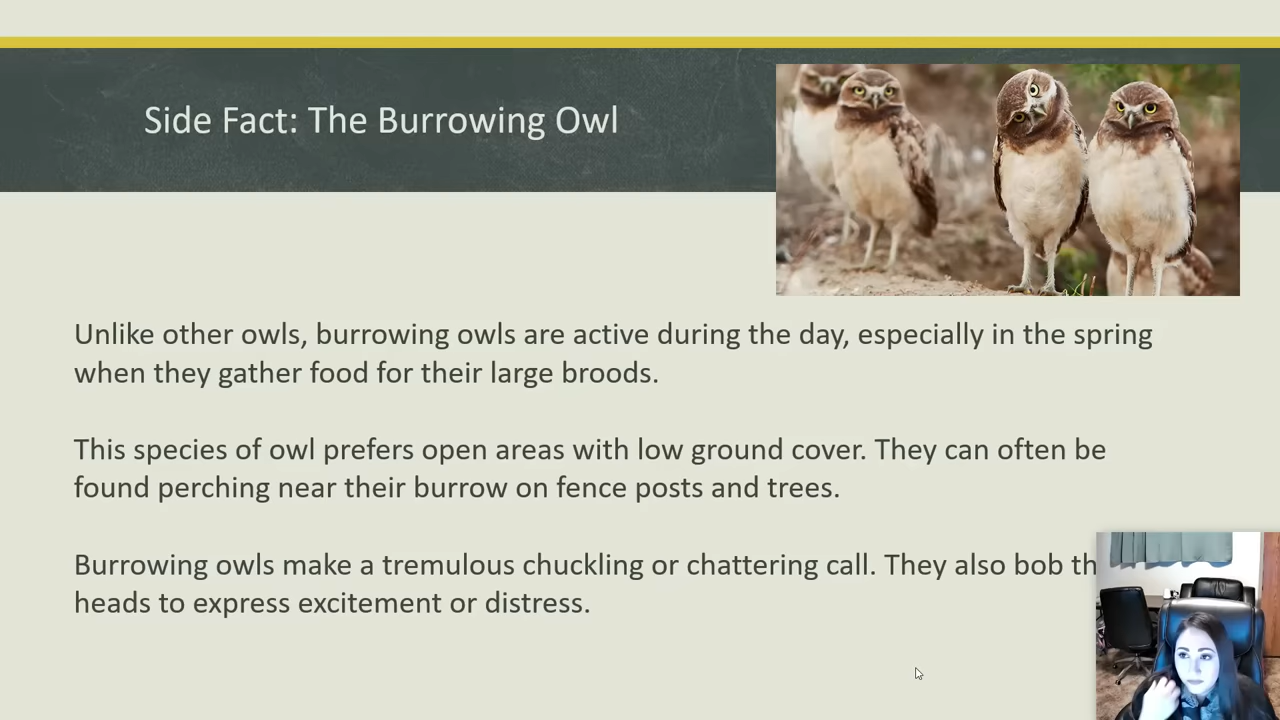 Side Fact: The Burrowing Owl
Unlike other owls, burrowing owls are active during the day, especially in the spring
when they gather food for their large broods.
This species of owl prefers open areas with low ground cover. They can often be
found perching near their burrow on fence posts and trees.
Burrowing owls make a tremulous chuckling or chattering call. They also bob
heads to express excitement or distress.